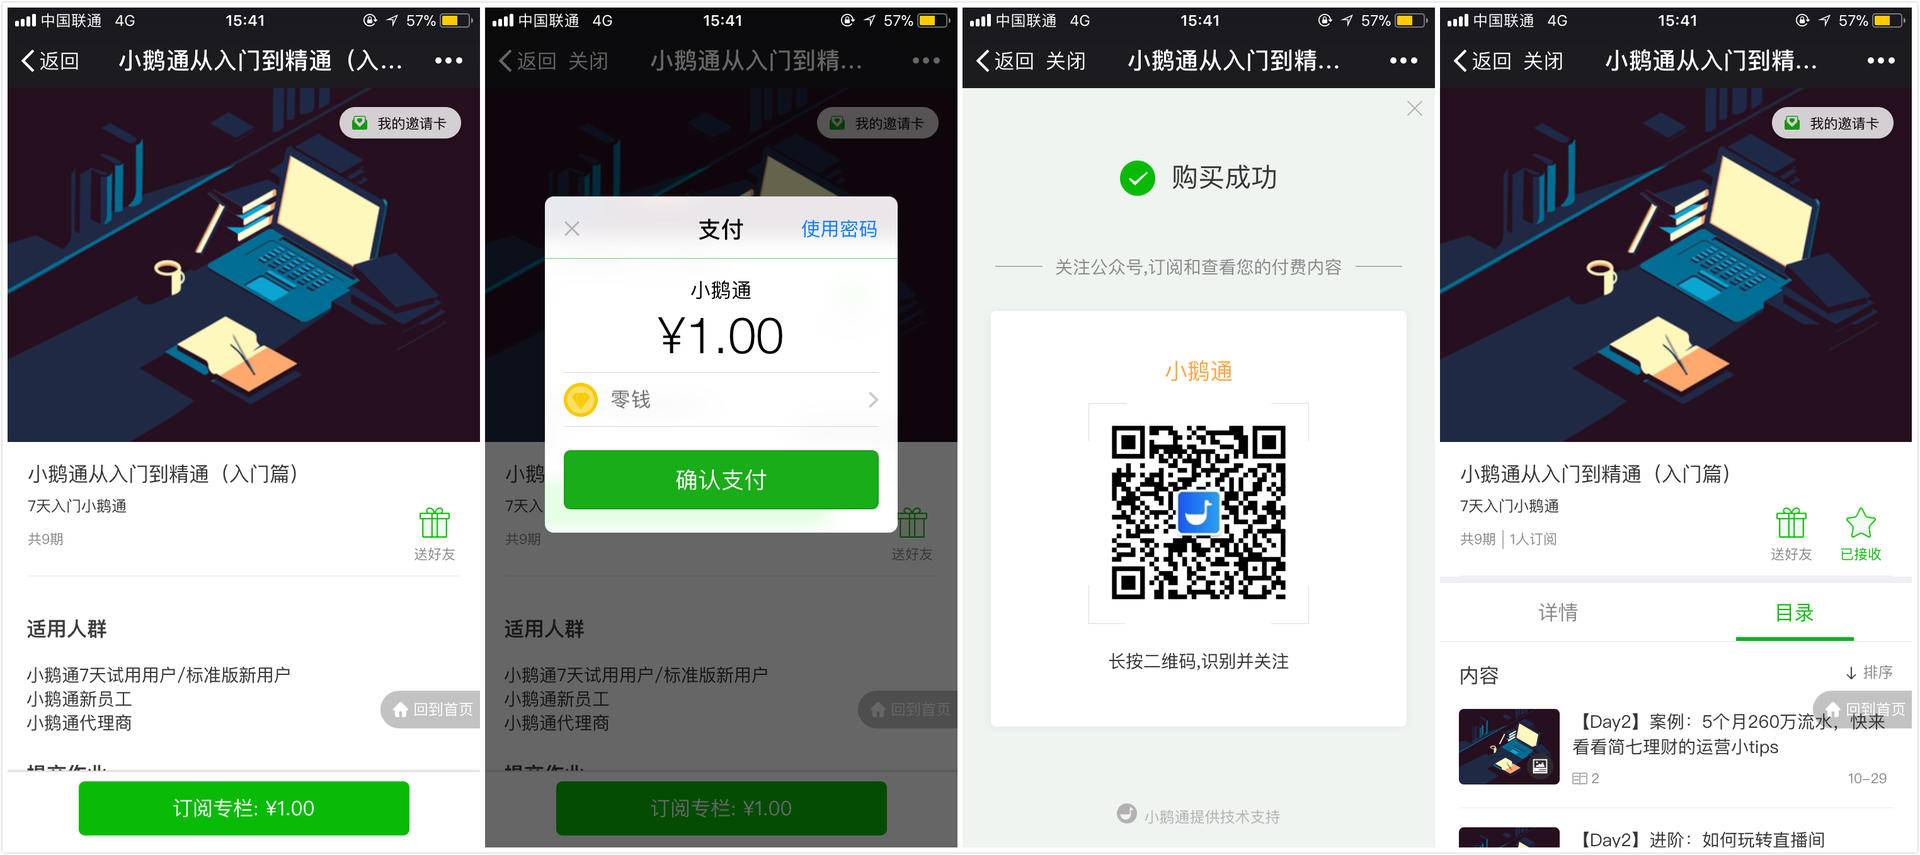 中国联通 4G 15:41 57%
返回 小鹅通从入门到精通（入...
我的邀请卡
小鹅通从入门到精通（入门篇）
7天入门小鹅通
共9期
送好友
适用人群
小鹅通7天试用用户/标准版新用户
小鹅通新员工
小鹅通代理商
回到首页
订阅专栏: ¥1.00
中国联通 4G 15:41 57%
返回 关闭 小鹅通从入门到精...
我的邀请卡
支付 使用密码
小鹅通
¥1.00
零钱
确认支付
小鹅
7天入
共9期
送好友
适用人群
小鹅通7天试用用户/标准版新用户
小鹅通新员工
小鹅通代理商
回到首页
订阅专栏: ¥1.00
中国联通 4G 15:41 57%
返回 关闭 小鹅通从入门到精...
购买成功
关注公众号,订阅和查看您的付费内容
小鹅通
长按二维码,识别并关注
小鹅通提供技术支持
中国联通 4G 15:41 57%
返回 关闭 小鹅通从入门到精...
我的邀请卡
小鹅通从入门到精通（入门篇）
7天入门小鹅通
共9期 | 1人订阅
送好友 已接收
详情 目录
内容 排序
回到首页
【Day2】案例：5个月260万流水，快来
看看简七理财的运营小tips
2 10-29
【Day2】进阶：如何玩转直播间